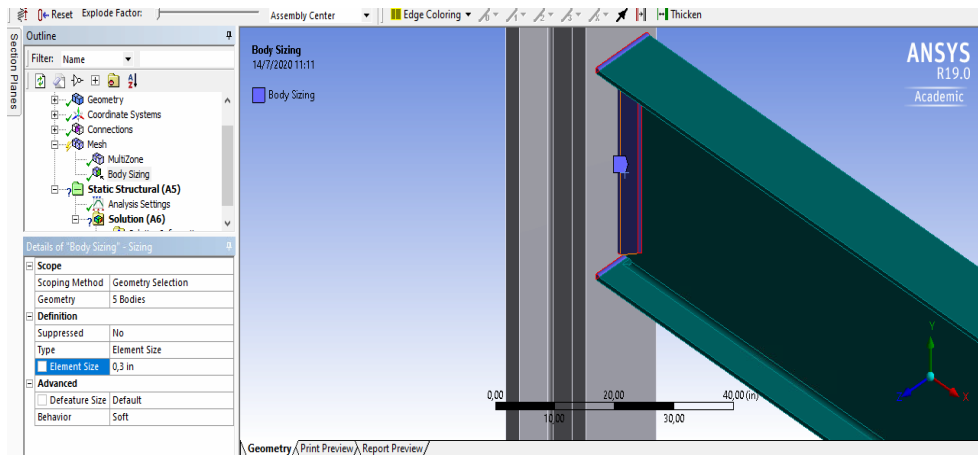 Reset Explode Factor: Assembly Center Edge Coloring Thicken
Section Planes
Outline
Filter: Name
Geometry
Coordinate Systems
Connections
Mesh
MultiZone
Body Sizing
Static Structural (A5)
Analysis Settings
Solution (A6)
Details of "Body Sizing" - Sizing
Scope
Scoping Method Geometry Selection
Geometry 5 Bodies
Definition
Suppressed No
Type Element Size
Element Size 0,3 in
Advanced
Defeature Size Default
Behavior Soft
Body Sizing
14/7/2020 11:11
Body Sizing
ANSYS
R19.0
Academic
0,00 20,00 40,00 (in)
10,00 30,00
Y
Z X
Geometry Print Preview Report Preview